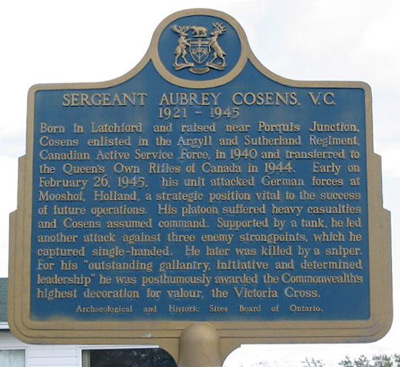 SERGEANT AUBREY COSENS, V.C.
1921 - 1945
Born in Latchford and raised near Porquis Junction,
Cosens enlisted in the Argyll and Sutherland Regiment,
Canadian Active Service Force, in 1940 and transferred to
the Queen's Own Rifles of Canada in 1944. Early on
February 26, 1945, his unit attacked German forces at
Mooshof, Holland, a strategic position vital to the success
of future operations. His platoon suffered heavy casualties
and Cosens assumed command. Supported by a tank, he led
another attack against three enemy strongpoints, which he
captured single-handed. He later was killed by a sniper.
For his "outstanding gallantry, initiative and determined
leadership" he was posthumously awarded the Commonwealth's
highest decoration for valour, the Victoria Cross.
Archaeological and Historic Sites Board of Ontario.